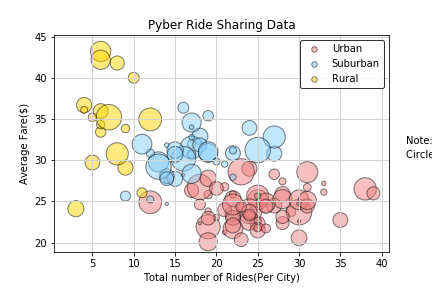 Pyber Ride Sharing Data
45
40
35
30
25
20
Average Fare($)
Urban
Suburban
Rural
Note:
Circle
5 10 15 20 25 30 35 40
Total number of Rides(Per City)